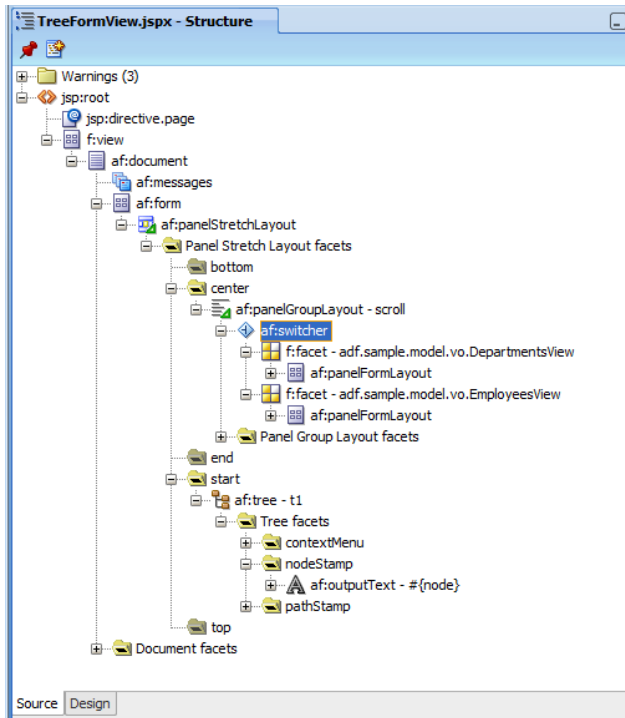 TreeFormView.jspx - Structure
Warnings (3)
jsp:root
jsp:directive.page
f:view
af:document
af:messages
af:form
af:panelStretchLayout
Panel Stretch Layout facets
bottom
center
af:panelGroupLayout - scroll
af:switcher
f:facet - adf.sample.model.vo.DepartmentsView
af:panelFormLayout
f:facet - adf.sample.model.vo.EmployeesView
af:panelFormLayout
Panel Group Layout facets
end
start
af:tree - t1
Tree facets
contextMenu
nodeStamp
af:outputText - #{node}
pathStamp
top
Document facets
Source Design